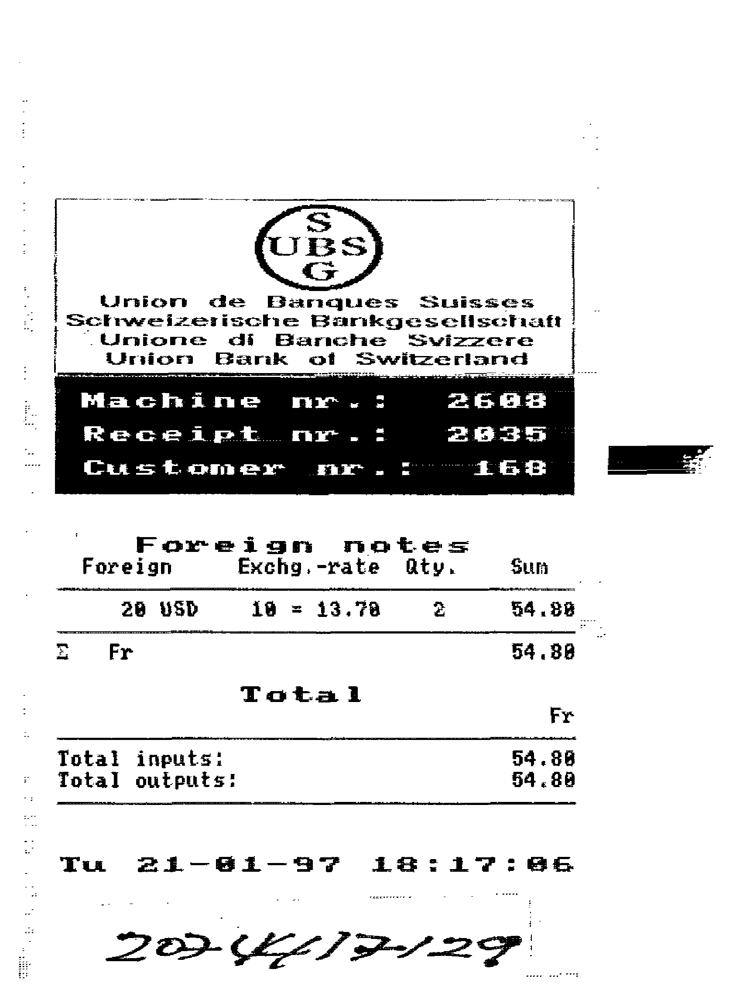 S
UBS
G
Union de Banques Suisses
Schweizerische Bankgesellschaft
Unione di Banche Svizzere
Union Bank of Switzerland
Machine nr.: 2608
Receipt nr.: 2035
Customer nr.: 168
Foreign notes
Foreign Exchg.-rate Qty. Sum
20 USD 10 = 13.70 2 54.80
Σ Fr 54.80
Total
Fr
Total inputs: 54.80
Total outputs: 54.80
Tu 21-01-97 18:17:06